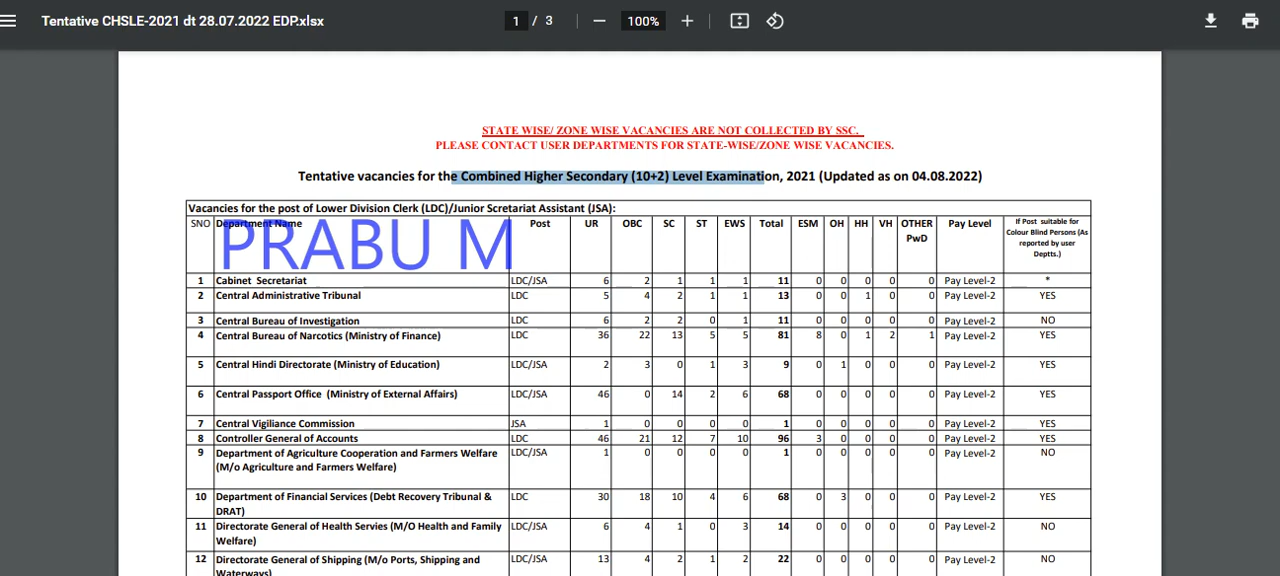 Tentative CHSLE-2021 dt 28.07.2022 EDP.xlsx 1 / 3 100%
STATE WISE/ ZONE WISE VACANCIES ARE NOT COLLECTED BY SSC.
PLEASE CONTACT USER DEPARTMENTS FOR STATE-WISE/ZONE WISE VACANCIES.
Tentative vacancies for the Combined Higher Secondary (10+2) Level Examination, 2021 (Updated as on 04.08.2022)
Vacancies for the post of Lower Division Clerk (LDC)/Junior Scretariat Assistant (JSA):
SNO Department Name Post UR OBC SC ST EWS Total ESM OH HH VH OTHER PwD Pay Level If Post suitable for Colour Blind Persons (As reported by user Deptts.)
PRABU M
1 Cabinet Secretariat LDC/JSA 6 2 1 1 1 11 0 0 0 0 0 Pay Level-2 *
2 Central Administrative Tribunal LDC 5 4 2 1 1 13 0 0 1 0 0 Pay Level-2 YES
3 Central Bureau of Investigation LDC 6 2 2 0 1 11 0 0 0 0 0 Pay Level-2 NO
4 Central Bureau of Narcotics (Ministry of Finance) LDC 36 22 13 5 5 81 8 0 1 2 1 Pay Level-2 YES
5 Central Hindi Directorate (Ministry of Education) LDC/JSA 2 3 0 1 3 9 0 1 0 0 0 Pay Level-2 YES
6 Central Passport Office (Ministry of External Affairs) LDC/JSA 46 0 14 2 6 68 0 0 0 0 0 Pay Level-2 YES
7 Central Vigiliance Commission JSA 1 0 0 0 0 1 0 0 0 0 0 Pay Level-2 YES
8 Controller General of Accounts LDC 46 21 12 7 10 96 3 0 0 0 0 Pay Level-2 YES
9 Department of Agriculture Cooperation and Farmers Welfare LDC/JSA 1 0 0 0 0 1 0 0 0 0 0 Pay Level-2 NO
(M/o Agriculture and Farmers Welfare)
10 Department of Financial Services (Debt Recovery Tribunal & LDC 30 18 10 4 6 68 0 3 0 0 0 Pay Level-2 YES
DRAT)
11 Directorate General of Health Servies (M/O Health and Family LDC/JSA 6 4 1 0 3 14 0 0 0 0 0 Pay Level-2 NO
Welfare)
12 Directorate General of Shipping (M/o Ports, Shipping and LDC/JSA 13 4 2 1 2 22 0 0 0 0 0 Pay Level-2 NO
Waterways)